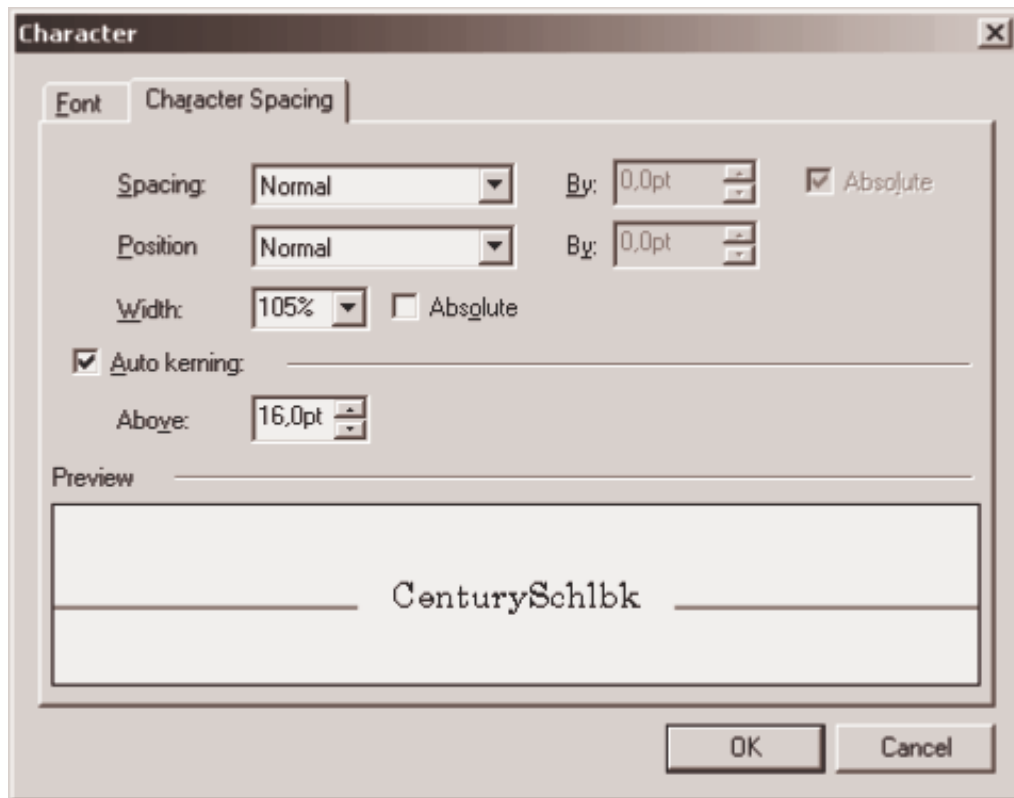 Character
Font Character Spacing
Spacing: Normal By: 0,0pt Absolute
Position Normal By: 0,0pt
Width: 105% Absolute
Auto kerning:
Above: 16,0pt
Preview
CenturySchlbk
OK Cancel